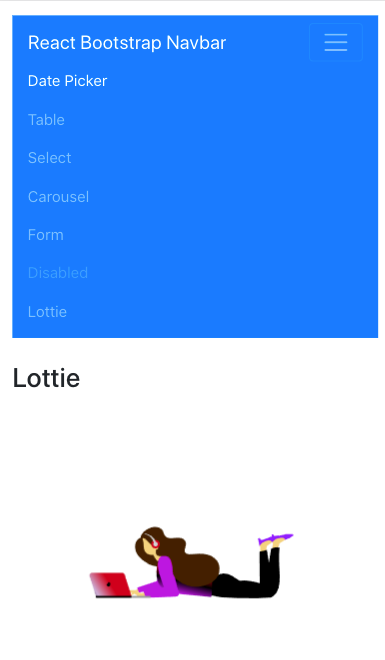 React Bootstrap Navbar
Date Picker
Table
Select
Carousel
Form
Disabled
Lottie
Lottie